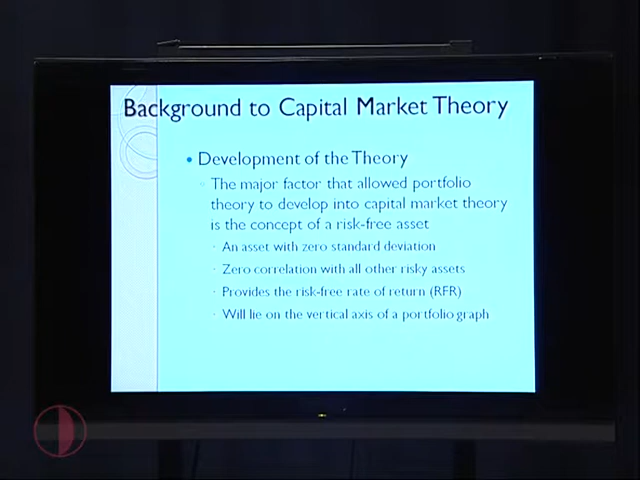 Background to Capital Market Theory
Development of the Theory
The major factor that allowed portfolio
theory to develop into capital market theory
is the concept of a risk-free asset
An asset with zero standard deviation
Zero correlation with all other risky assets
Provides the risk-free rate of return (RFR)
Will lie on the vertical axis of a portfolio graph